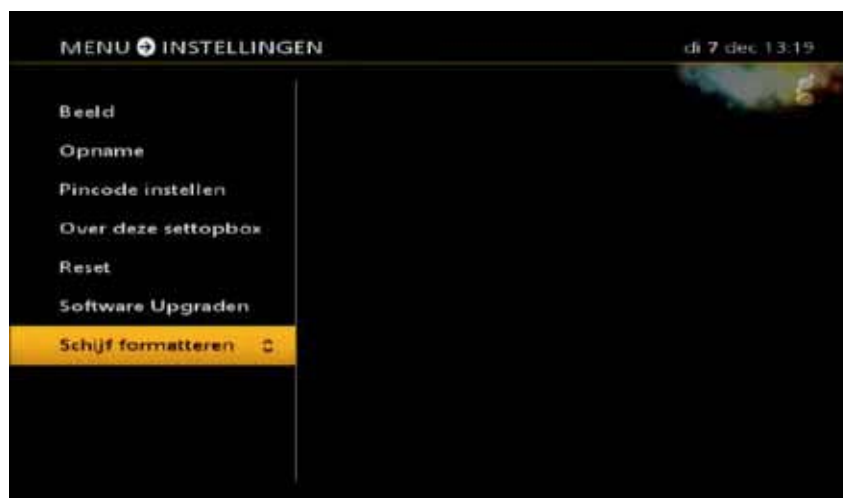 MENU INSTELLINGEN
di 7 dec 13:19
Beeld
Opname
Pincode instellen
Over deze settopbox
Reset
Software Upgraden
Schijf formatteren